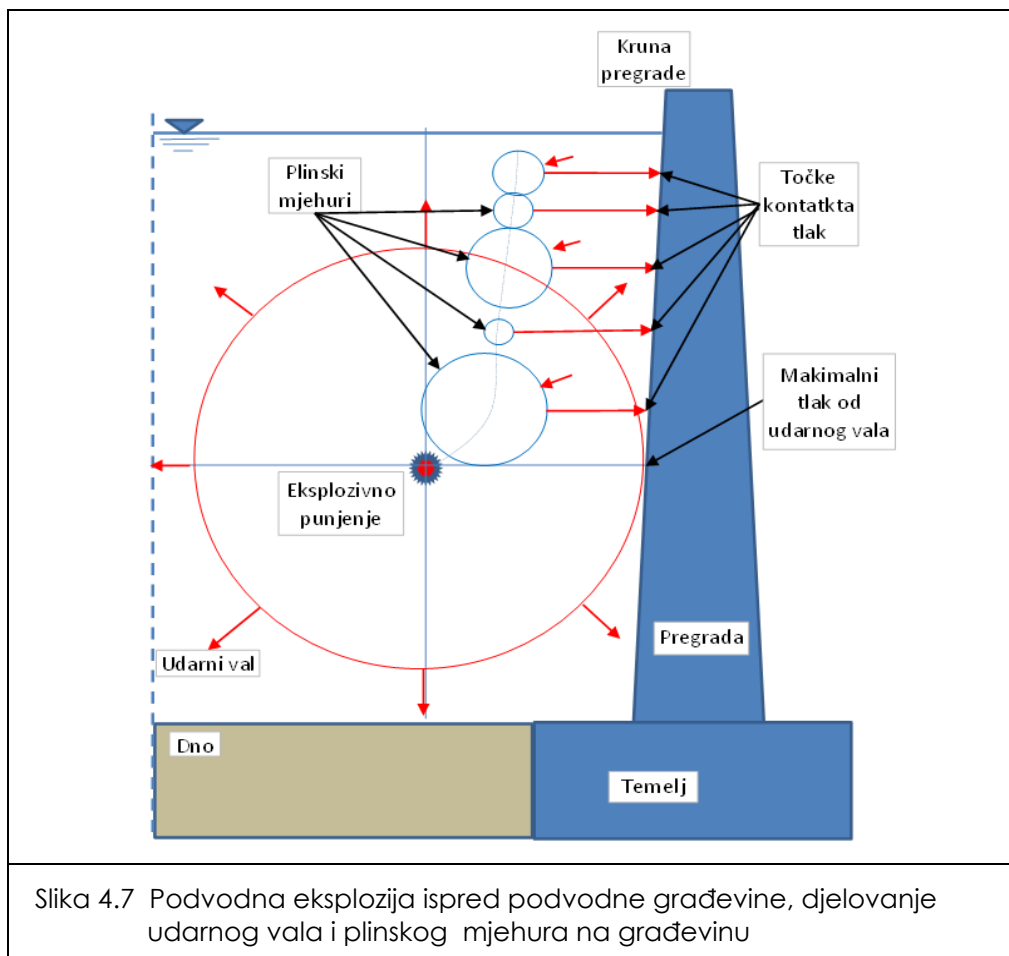 Kruna
pregrade
Plinski
mjehuri
Točke
kontatkta
tlak
Makimalni
tlak od
udarnog vala
Eksplozivno
punjenje
Udarni val
Pregrada
Dno
Temelj
Slika 4.7 Podvodna eksplozija ispred podvodne građevine, djelovanje
udarnog vala i plinskog mjehura na građevinu